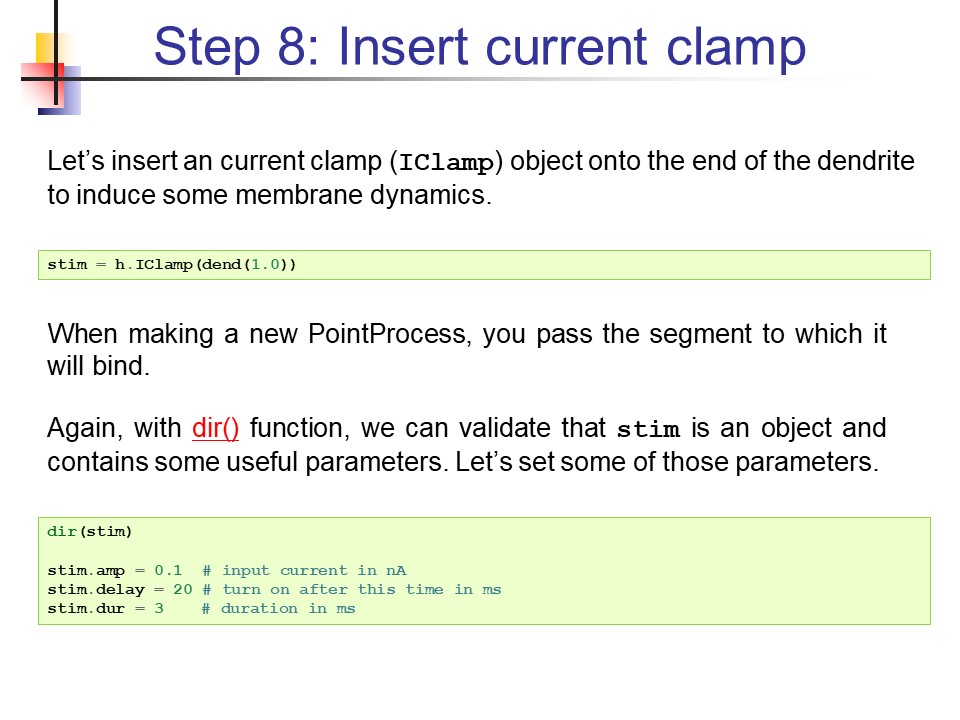 Step 8: Insert current clamp
Let’s insert an current clamp (IClamp) object onto the end of the dendrite
to induce some membrane dynamics.
stim = h.IClamp(dend(1.0))
When making a new PointProcess, you pass the segment to which it
will bind.
Again, with dir() function, we can validate that stim is an object and
contains some useful parameters. Let’s set some of those parameters.
dir(stim)
stim.amp = 0.1  # input current in nA
stim.delay = 20 # turn on after this time in ms
stim.dur = 3    # duration in ms